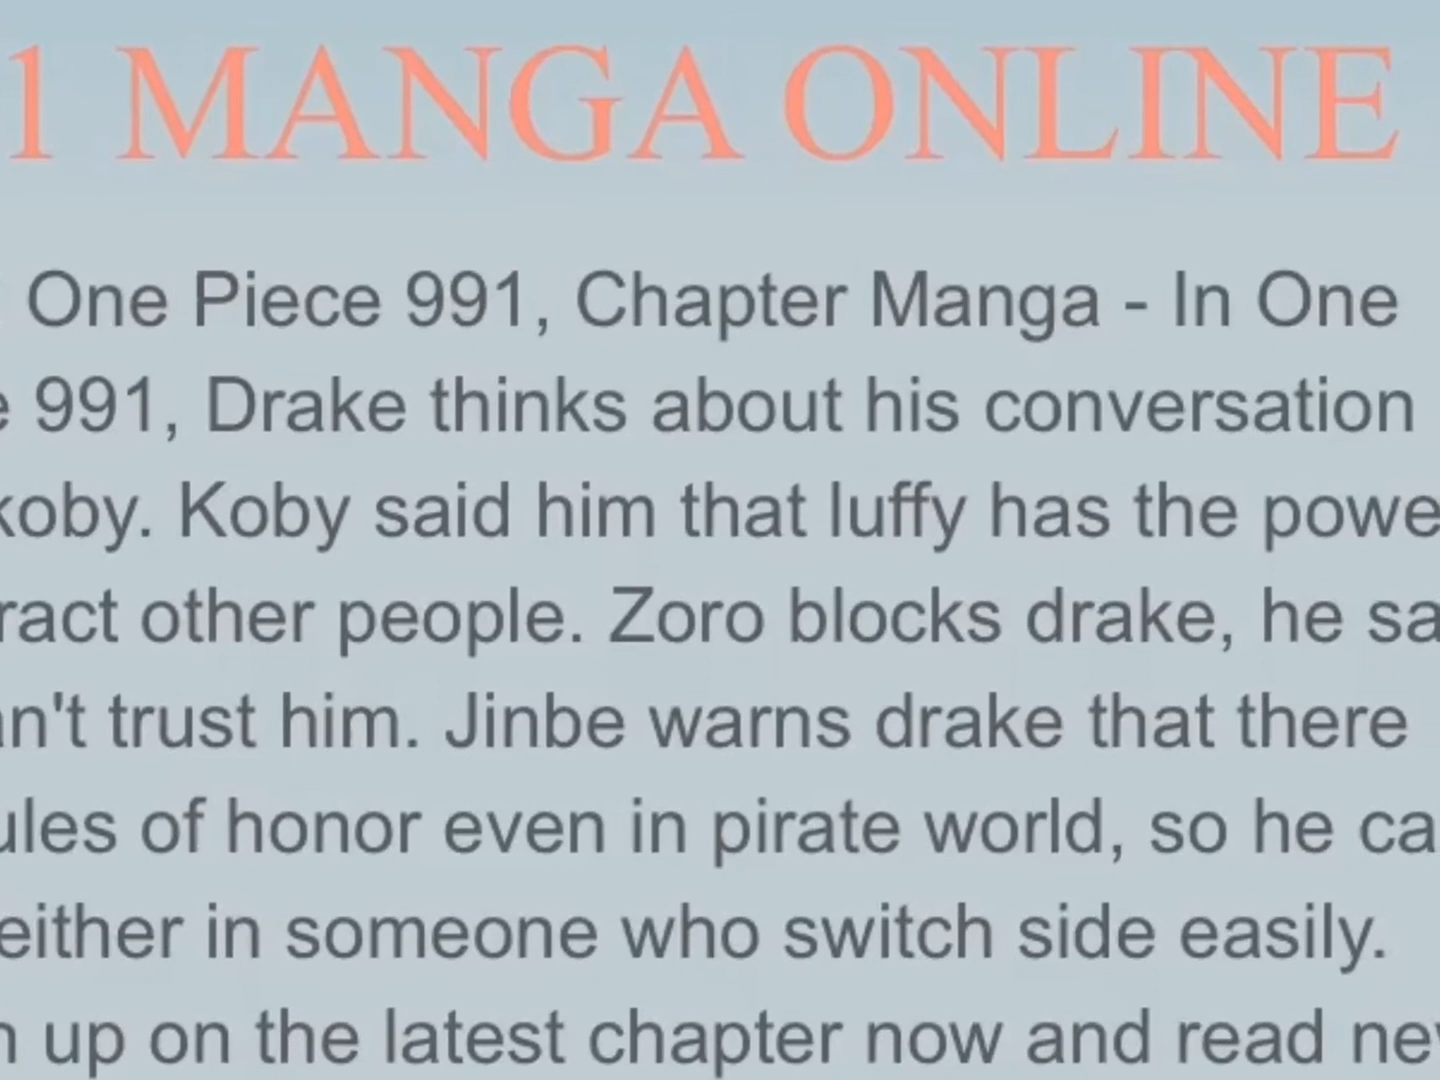 1 MANGA ONLINE
One Piece 991, Chapter Manga - In One
e 991, Drake thinks about his conversation
koby. Koby said him that luffy has the powe
ract other people. Zoro blocks drake, he sa
an't trust him. Jinbe warns drake that there
ules of honor even in pirate world, so he ca
either in someone who switch side easily.
h up on the latest chapter now and read new